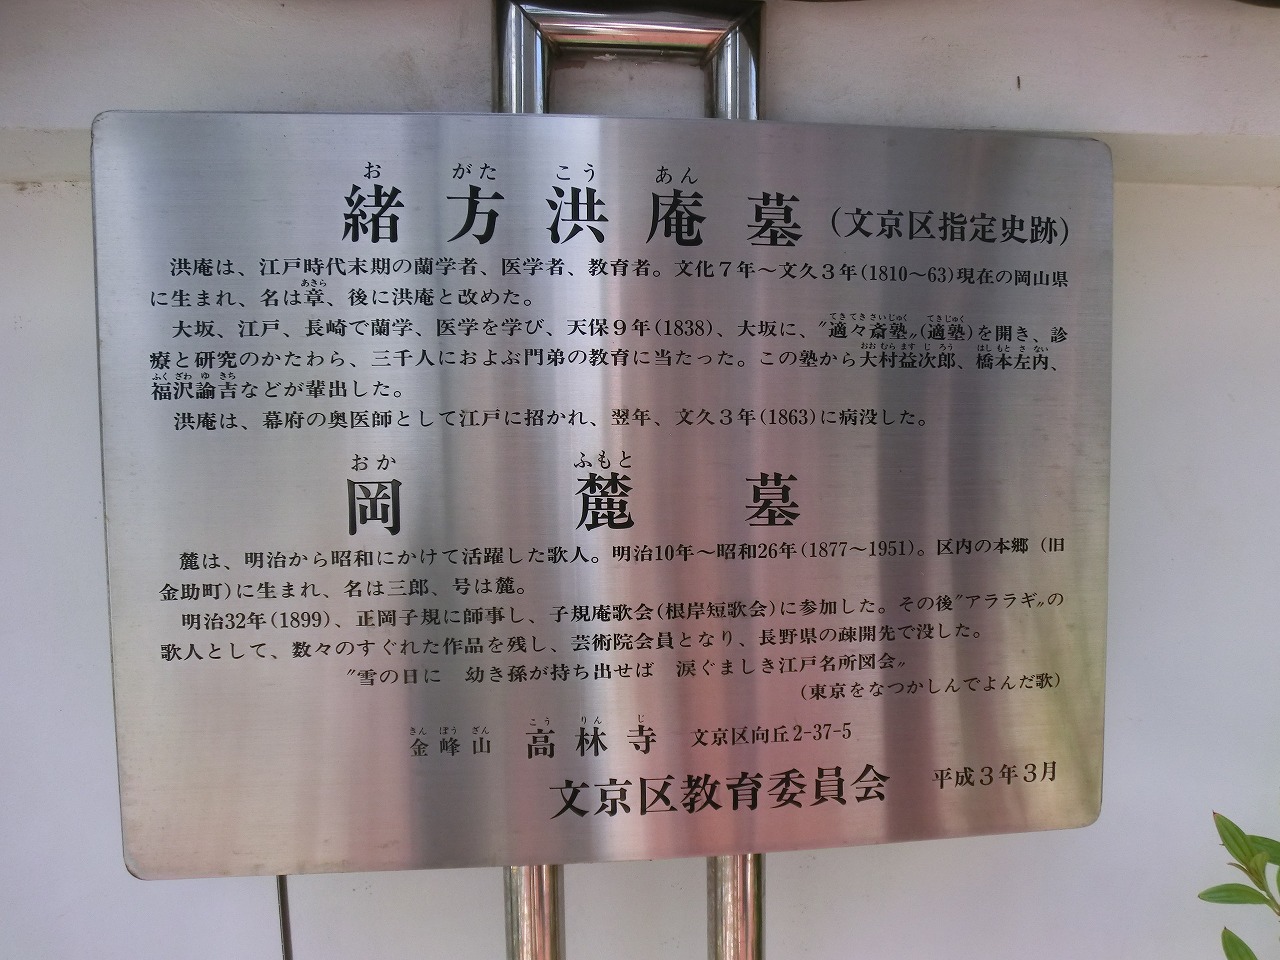 お がた こう あん
緒方洪庵墓(文京区指定史跡)
洪庵は、江戸時代末期の蘭学者、医学者、教育者。文化7年~文久3年(1810~63)現在の岡山県
あきら
に生まれ、名は章、後に洪庵と改めた。
てきてきさいじゅく てきじゅく
大坂、江戸、長崎で蘭学、医学を学び、天保9年(1838)、大坂に、〝適々斎塾〟(適塾)を開き、診
おおむらますじろう はしもとさない
療と研究のかたわら、三千人におよぶ門弟の教育に当たった。この塾から大村益次郎、橋本左内、
ふくざわゆきち
福沢諭吉などが輩出した。
洪庵は、幕府の奥医師として江戸に招かれ、翌年、文久3年(1863)に病没した。
おか ふもと
岡 麓 墓
麓は、明治から昭和にかけて活躍した歌人。明治10年~昭和26年(1877~1951)。区内の本郷(旧
金助町)に生まれ、名は三郎、号は麓。
明治32年(1899)、正岡子規に師事し、子規庵歌会(根岸短歌会)に参加した。その後〝アララギ〟の
歌人として、数々のすぐれた作品を残し、芸術院会員となり、長野県の疎開先で没した。
〝雪の日に 幼き孫が持ち出せば 涙ぐましき江戸名所図会〟
(東京をなつかしんでよんだ歌)
きん ぽう ざん こう りん じ
金峰山 高林寺 文京区向丘2-37-5
文京区教育委員会 平成3年3月